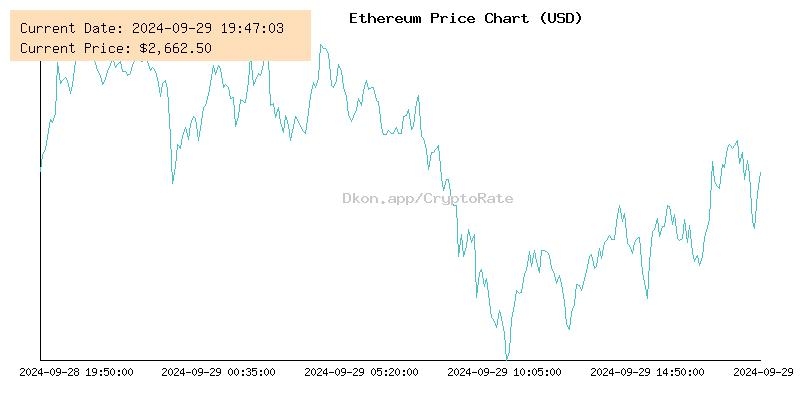 Ethereum Price Chart (USD)
Current Date: 2024-09-29 19:47:03
Current Price: $2,662.50
Dkon.app/CryptoRate
2024-09-28 19:50:00 2024-09-29 00:35:00 2024-09-29 05:20:00 2024-09-29 10:05:00 2024-09-29 14:50:00 2024-09-29